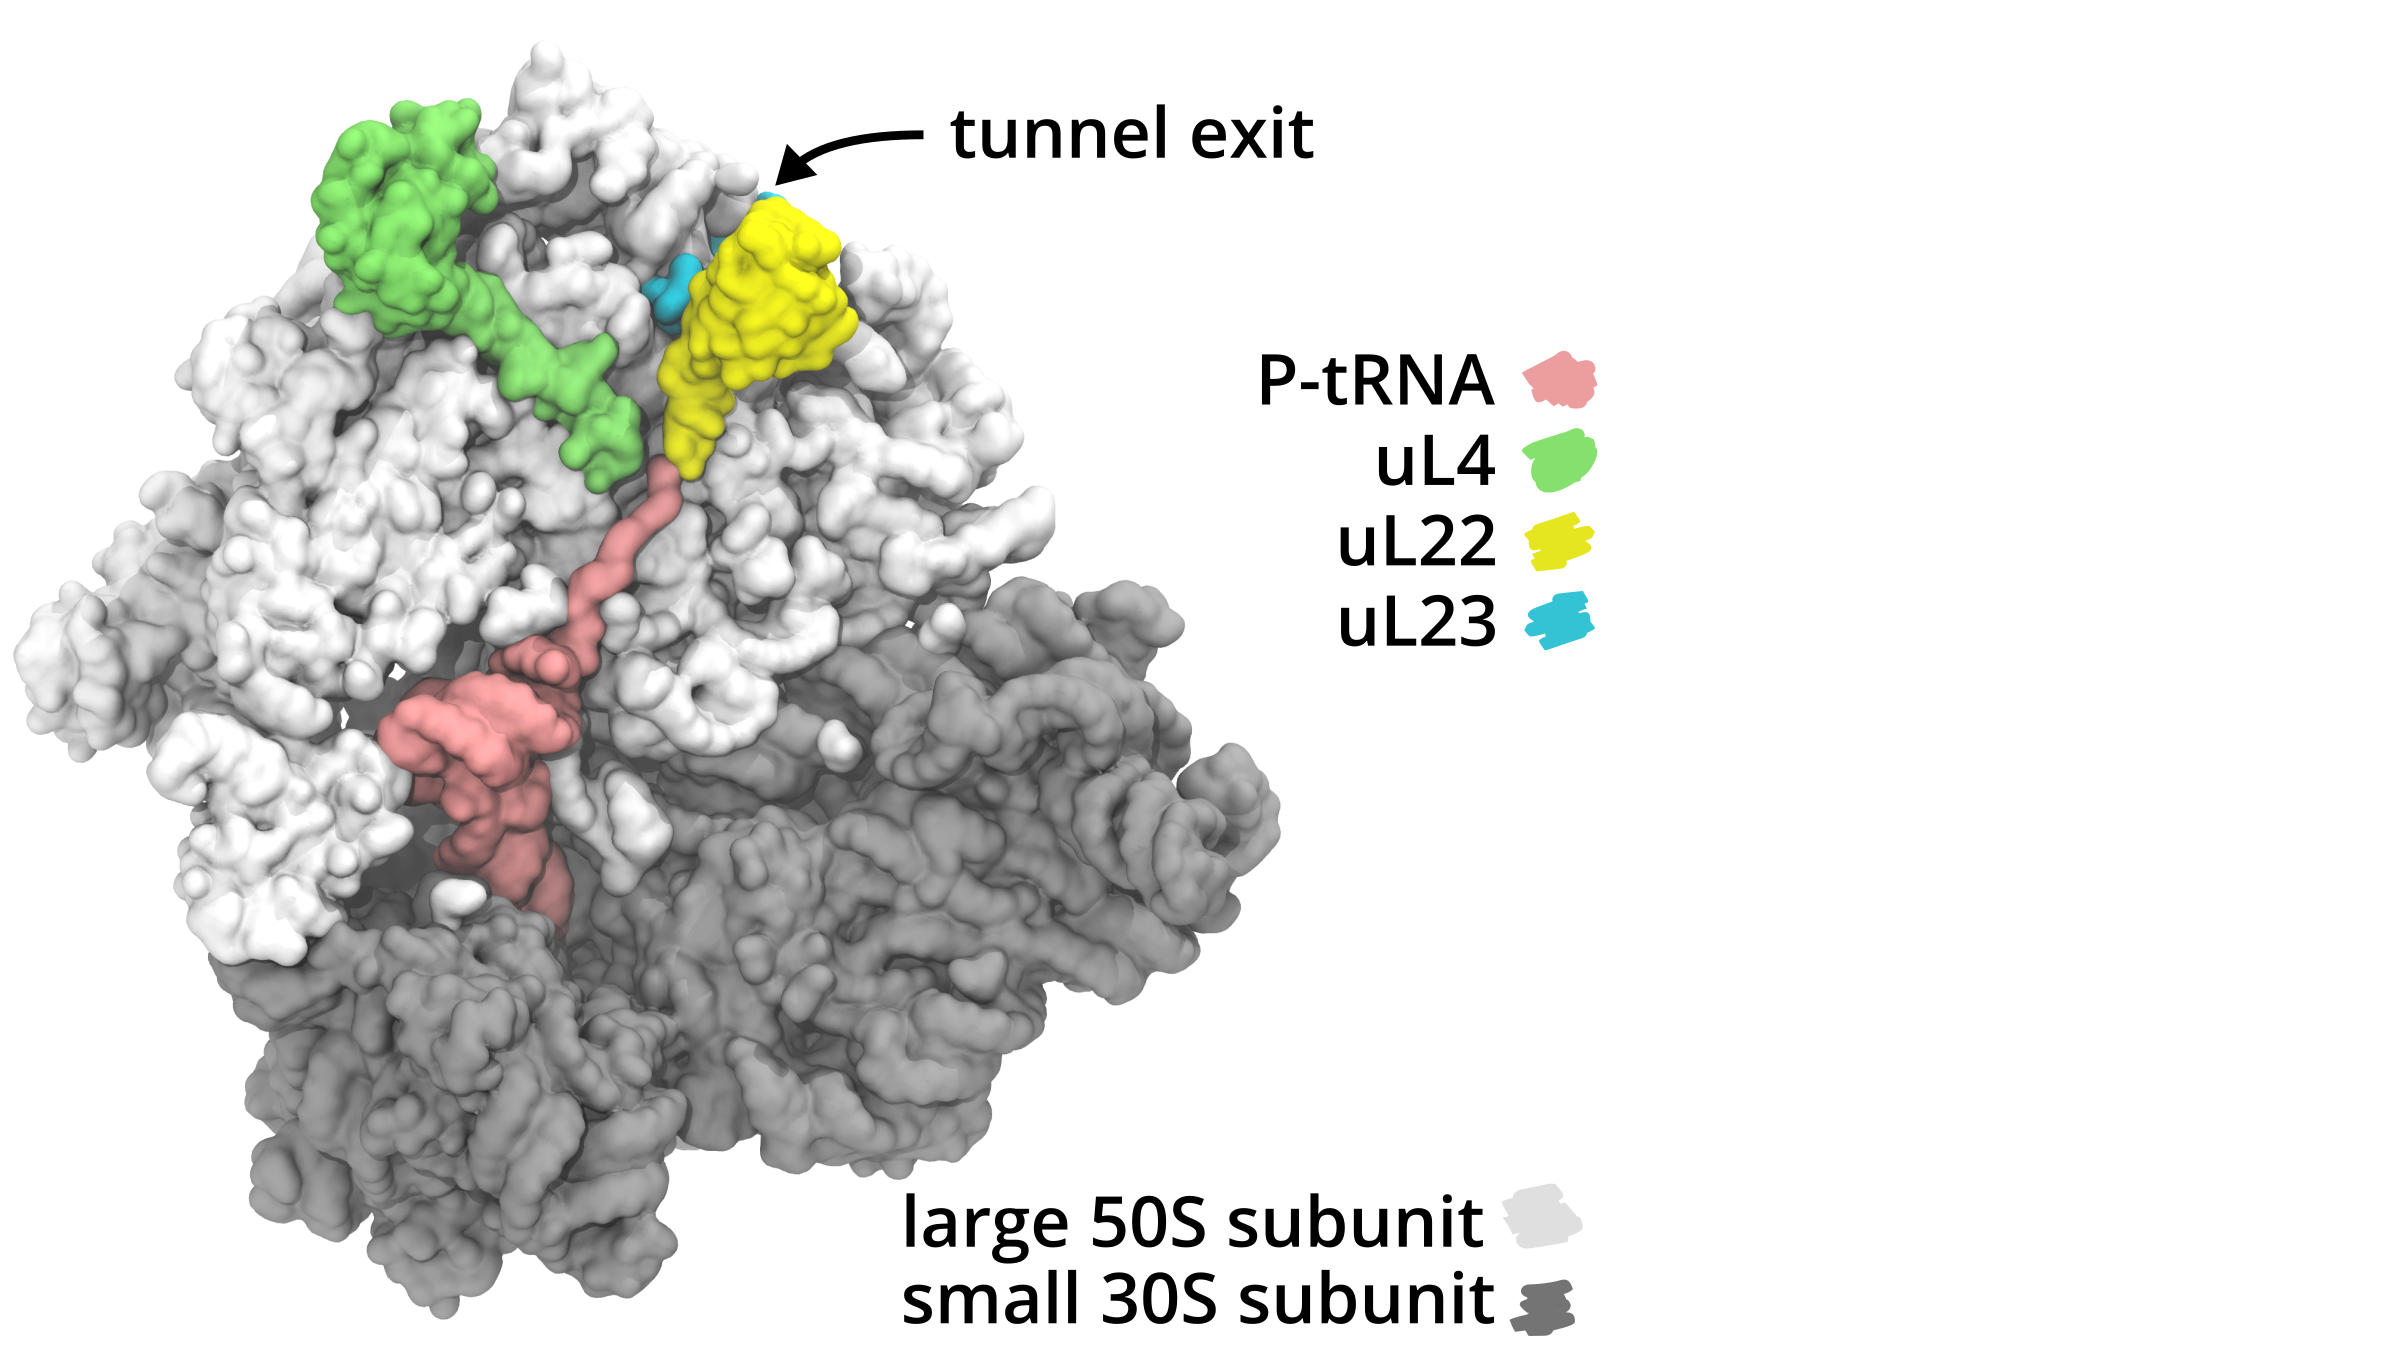 tunnel exit
P-tRNA
uL4
uL22
uL23
large 50S subunit
small 30S subunit